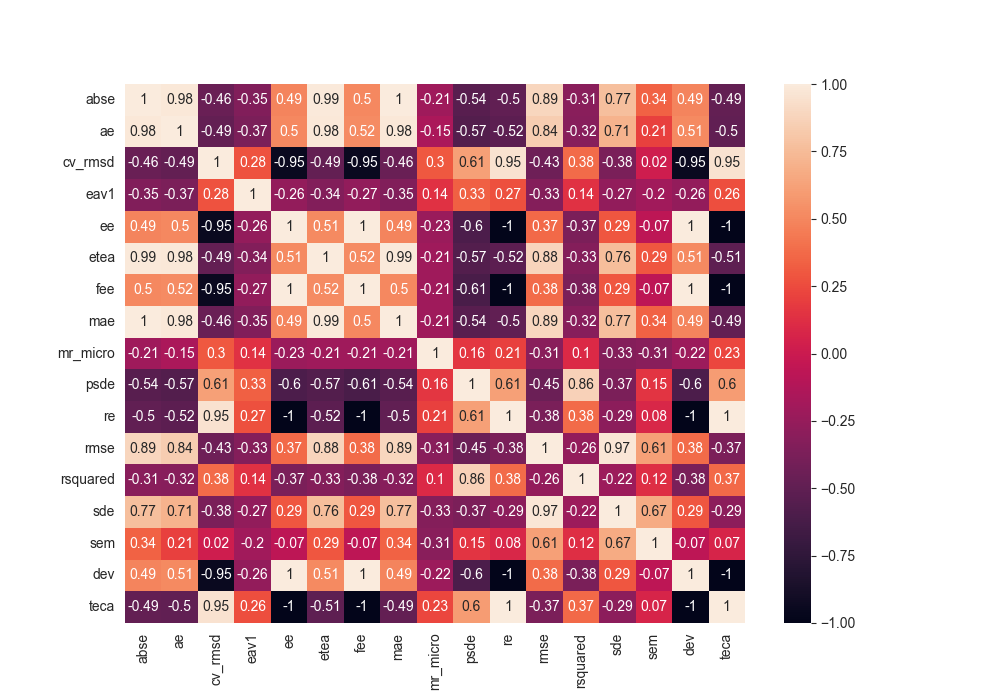 abse 1 0.98 -0.46 -0.35 0.49 0.99 0.5 1 -0.21 -0.54 -0.5 0.89 -0.31 0.77 0.34 0.49 -0.49
ae 0.98 1 -0.49 -0.37 0.5 0.98 0.52 0.98 -0.15 -0.57 -0.52 0.84 -0.32 0.71 0.21 0.51 -0.5
cv_rmsd -0.46 -0.49 1 0.28 -0.95 -0.49 -0.95 -0.46 0.3 0.61 0.95 -0.43 0.38 -0.38 0.02 -0.95 0.95
eav1 -0.35 -0.37 0.28 1 -0.26 -0.34 -0.27 -0.35 0.14 0.33 0.27 -0.33 0.14 -0.27 -0.2 -0.26 0.26
ee 0.49 0.5 -0.95 -0.26 1 0.51 1 0.49 -0.23 -0.6 -1 0.37 -0.37 0.29 -0.07 1 -1
etea 0.99 0.98 -0.49 -0.34 0.51 1 0.52 0.99 -0.21 -0.57 -0.52 0.88 -0.33 0.76 0.29 0.51 -0.51
fee 0.5 0.52 -0.95 -0.27 1 0.52 1 0.5 -0.21 -0.61 -1 0.38 -0.38 0.29 -0.07 1 -1
mae 1 0.98 -0.46 -0.35 0.49 0.99 0.5 1 -0.21 -0.54 -0.5 0.89 -0.32 0.77 0.34 0.49 -0.49
mr_micro -0.21 -0.15 0.3 0.14 -0.23 -0.21 -0.21 -0.21 1 0.16 0.21 -0.31 0.1 -0.33 -0.31 -0.22 0.23
psde -0.54 -0.57 0.61 0.33 -0.6 -0.57 -0.61 -0.54 0.16 1 0.61 -0.45 0.86 -0.37 0.15 -0.6 0.6
re -0.5 -0.52 0.95 0.27 -1 -0.52 -1 -0.5 0.21 0.61 1 -0.38 0.38 -0.29 0.08 -1 1
rmse 0.89 0.84 -0.43 -0.33 0.37 0.88 0.38 0.89 -0.31 -0.45 -0.38 1 -0.26 0.97 0.61 0.38 -0.37
rsquared -0.31 -0.32 0.38 0.14 -0.37 -0.33 -0.38 -0.32 0.1 0.86 0.38 -0.26 1 -0.22 0.12 -0.38 0.37
sde 0.77 0.71 -0.38 -0.27 0.29 0.76 0.29 0.77 -0.33 -0.37 -0.29 0.97 -0.22 1 0.67 0.29 -0.29
sem 0.34 0.21 0.02 -0.2 -0.07 0.29 -0.07 0.34 -0.31 0.15 0.08 0.61 0.12 0.67 1 -0.07 0.07
dev 0.49 0.51 -0.95 -0.26 1 0.51 1 0.49 -0.22 -0.6 -1 0.38 -0.38 0.29 -0.07 1 -1
teca -0.49 -0.5 0.95 0.26 -1 -0.51 -1 -0.49 0.23 0.6 1 -0.37 0.37 -0.29 0.07 -1 1
abse ae cv_rmsd eav1 ee etea fee mae mr_micro psde re rmse rsquared sde sem dev teca
1.00
0.75
0.50
0.25
0.00
−0.25
−0.50
−0.75
−1.00